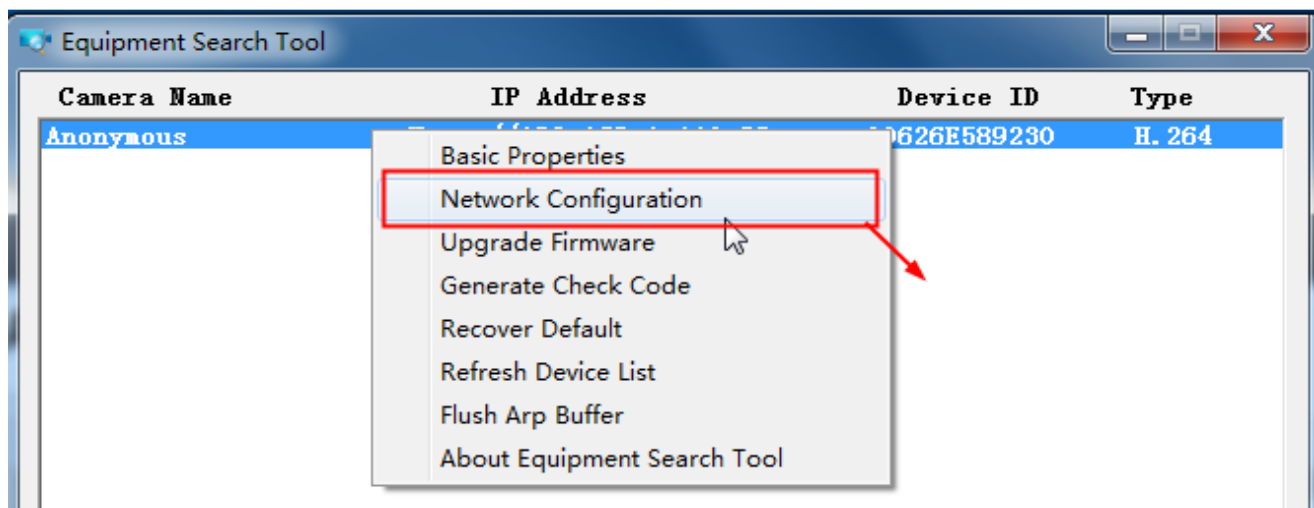 Equipment Search Tool
Camera Name IP Address Device ID Type
Anonymous 0626E589230 H.264
Basic Properties
Network Configuration
Upgrade Firmware
Generate Check Code
Recover Default
Refresh Device List
Flush Arp Buffer
About Equipment Search Tool